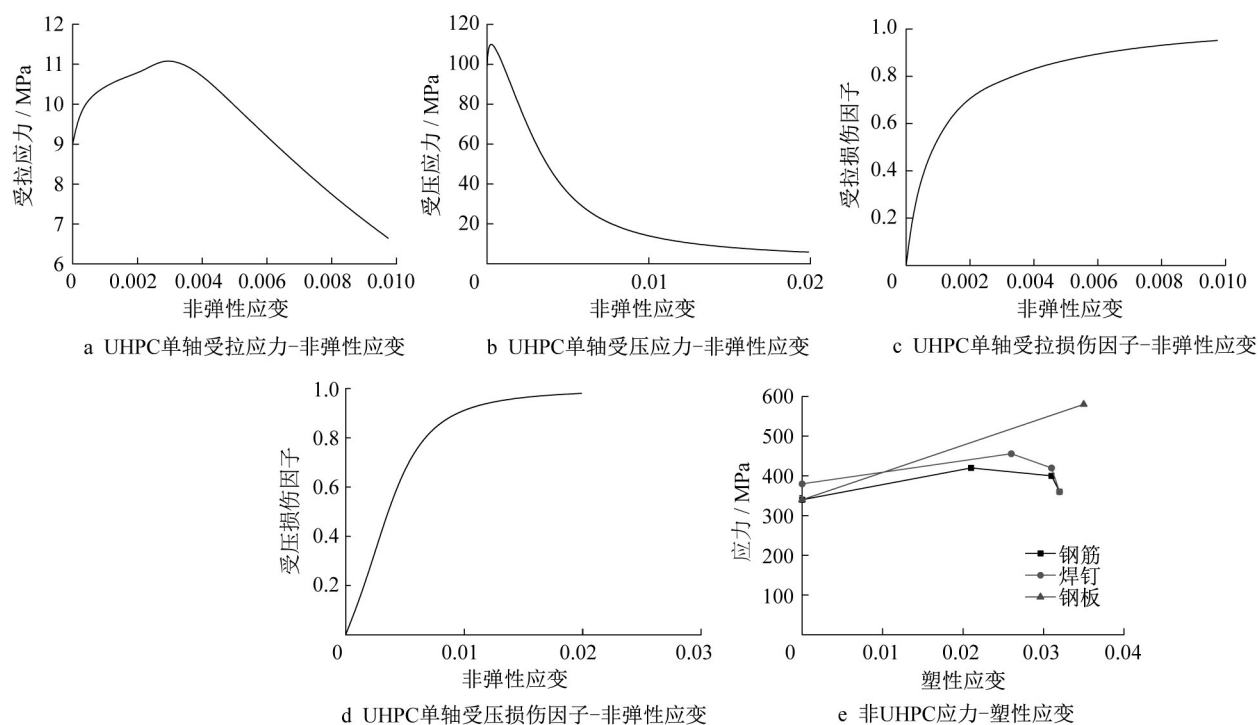 12
11
10
9
8
7
6
受拉应力 / MPa
0
0.002
0.004
0.006
0.008
0.010
非弹性应变
a UHPC单轴受拉应力-非弹性应变
120
100
80
60
40
20
受压应力 / MPa
0
0.01
0.02
非弹性应变
b UHPC单轴受压应力-非弹性应变
1.0
0.8
0.6
0.4
0.2
受拉损伤因子
0
0.002
0.004
0.006
0.008
0.010
非弹性应变
c UHPC单轴受拉损伤因子-非弹性应变
1.0
0.8
0.6
0.4
0.2
受压损伤因子
0
0.01
0.02
0.03
非弹性应变
d UHPC单轴受压损伤因子-非弹性应变
600
500
400
300
200
100
应力 / MPa
钢筋
焊钉
钢板
0
0.01
0.02
0.03
0.04
塑性应变
e 非UHPC应力-塑性应变